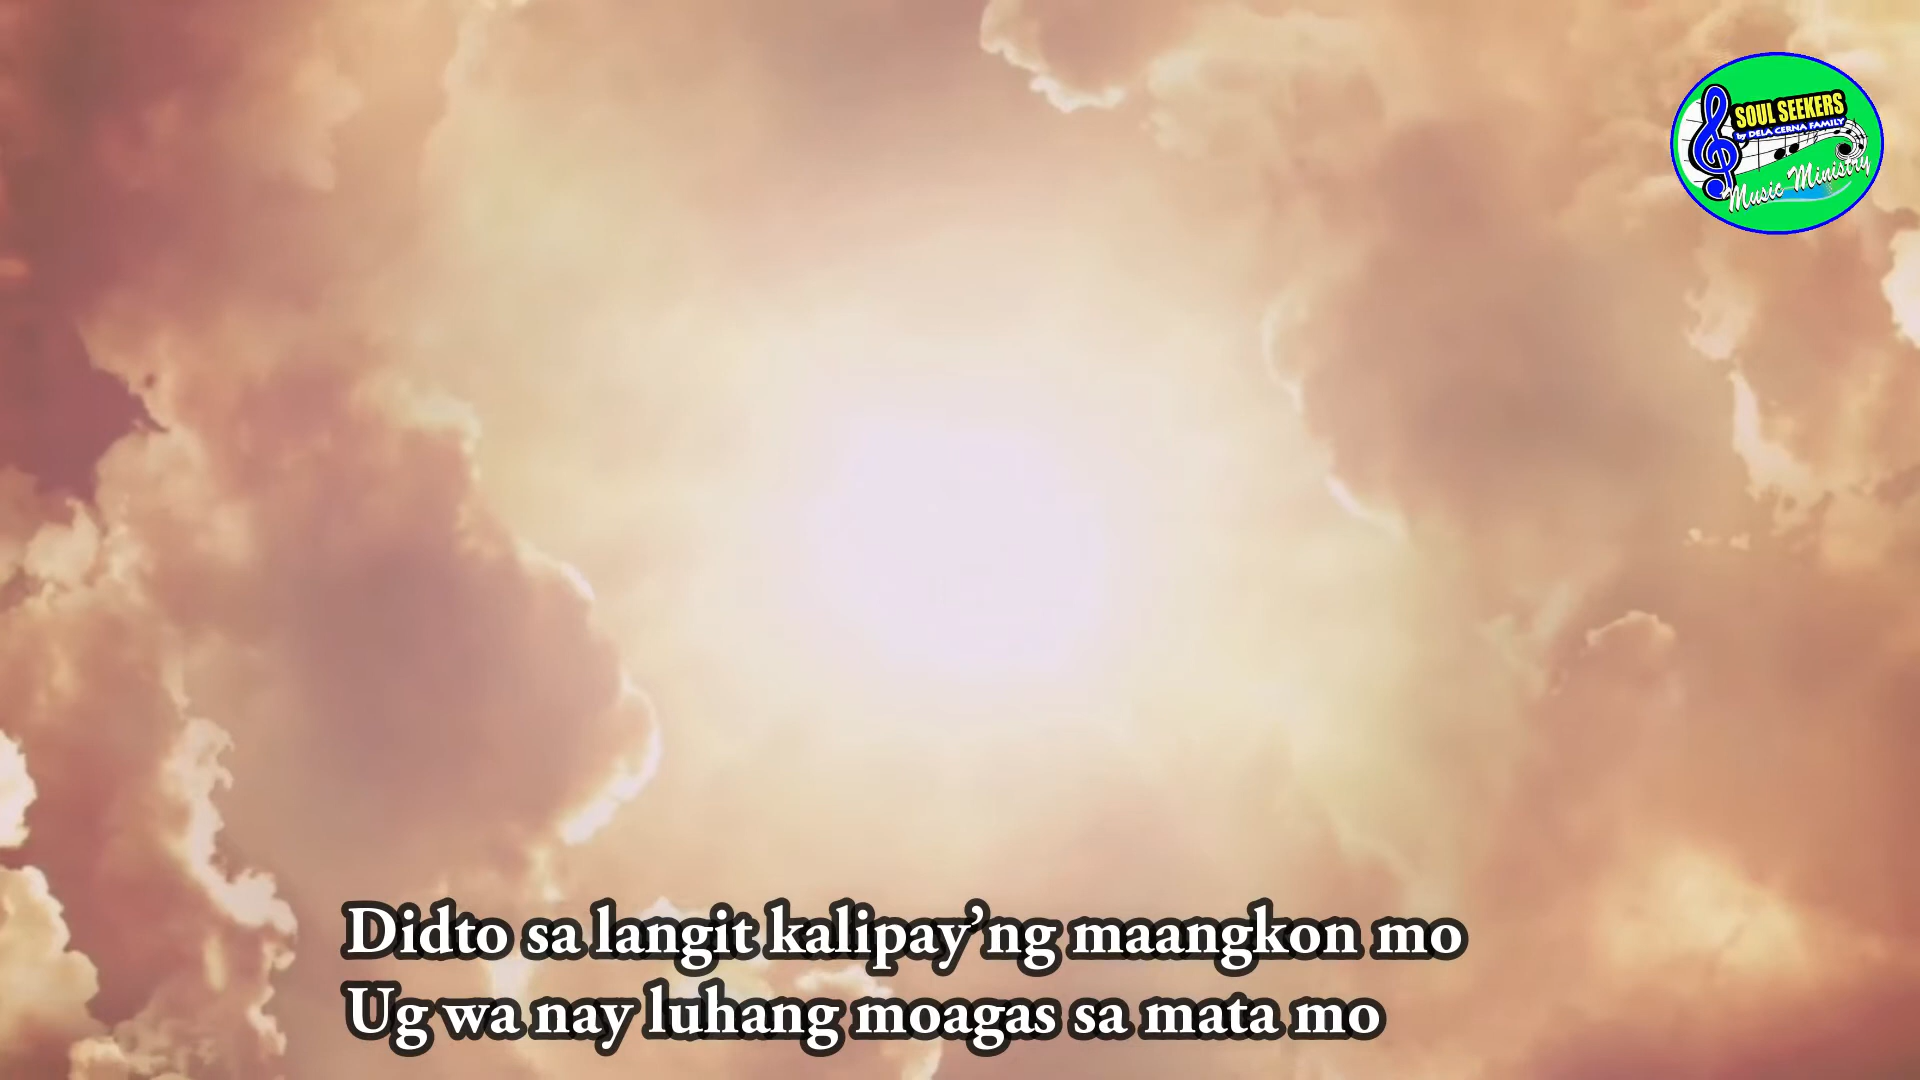 SOUL SEEKERS
by DELA CERNA FAMILY
Music Ministry
Didto sa langit kalipay’ng maangkon mo
Ug wa nay luhang moagas sa mata mo